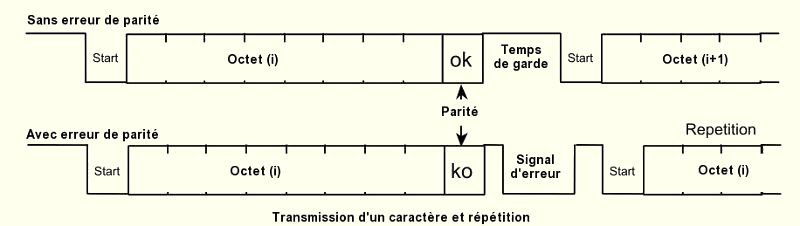 Sans erreur de parité
Start
Octet (i)
ok
Temps
de garde
Start
Octet (i+1)
Parité
Avec erreur de parité
Repetition
Start
Octet (i)
ko
Signal
d'erreur
Start
Octet (i)
Transmission d'un caractère et répétition